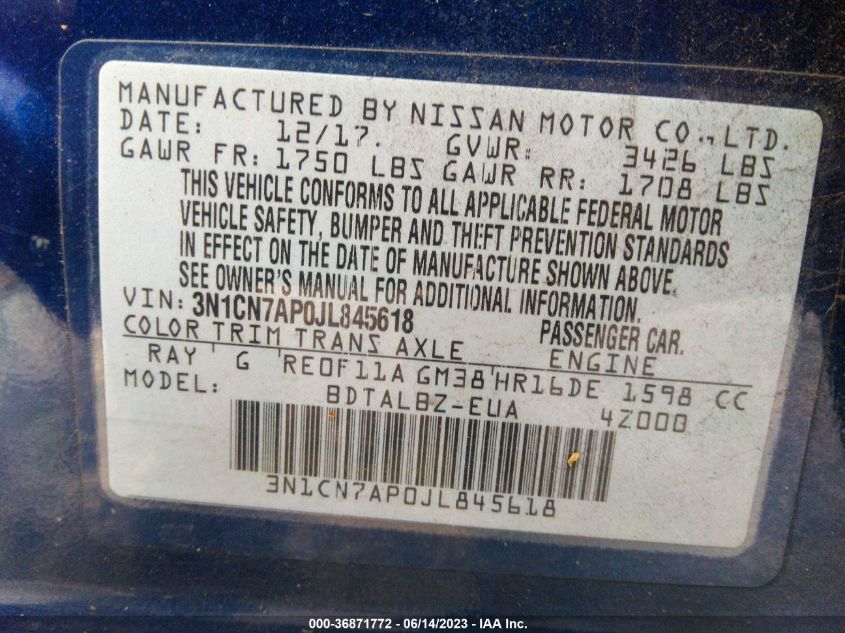 MANUFACTURED BY NISSAN MOTOR CO., LTD.
DATE: 12/17. GVWR: 3426 LBS
GAWR FR: 1750 LBS GAWR RR: 1708 LBS
THIS VEHICLE CONFORMS TO ALL APPLICABLE FEDERAL MOTOR
VEHICLE SAFETY, BUMPER AND THEFT PREVENTION STANDARDS
IN EFFECT ON THE DATE OF MANUFACTURE SHOWN ABOVE.
SEE OWNER'S MANUAL FOR ADDITIONAL INFORMATION.
VIN: 3N1CN7AP0JL845618 PASSENGER CAR.
COLOR TRIM TRANS AXLE ENGINE
RAY G RE0F11A GM38 HR16DE 1598 CC
MODEL: BDTALBZ-EUA 4Z000
3N1CN7AP0JL845618
000-36871772 - 06/14/2023 - IAA Inc.